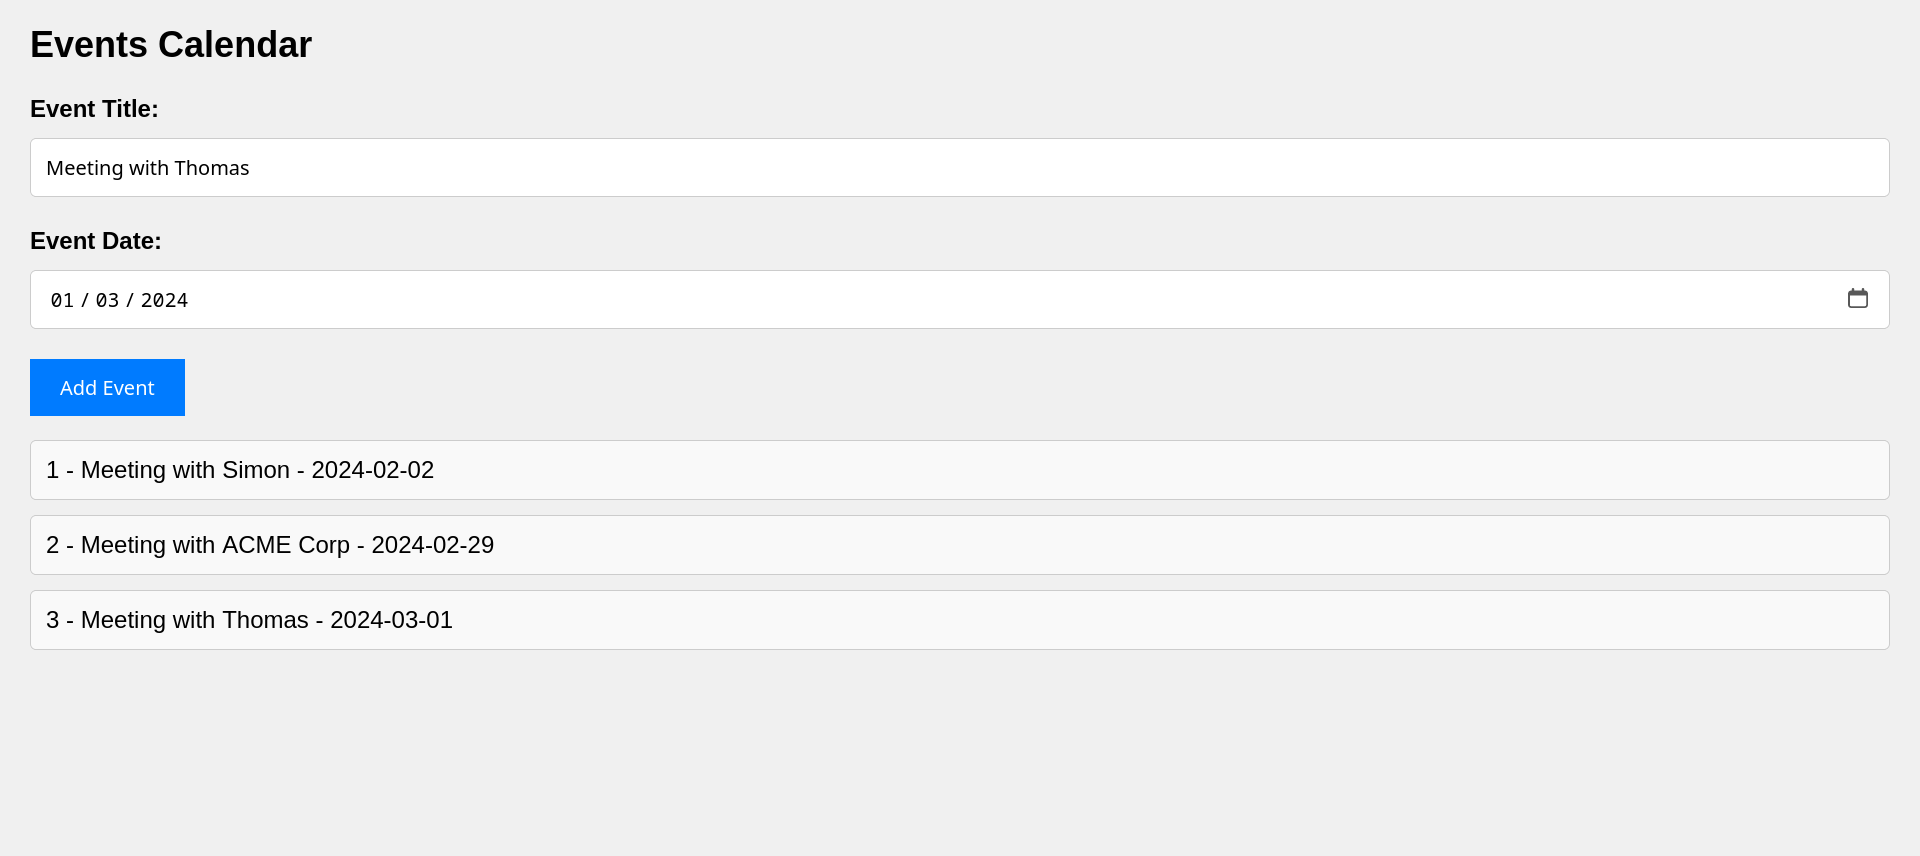 Events Calendar
Event Title:
Meeting with Thomas
Event Date:
01 / 03 / 2024
Add Event
1 - Meeting with Simon - 2024-02-02
2 - Meeting with ACME Corp - 2024-02-29
3 - Meeting with Thomas - 2024-03-01